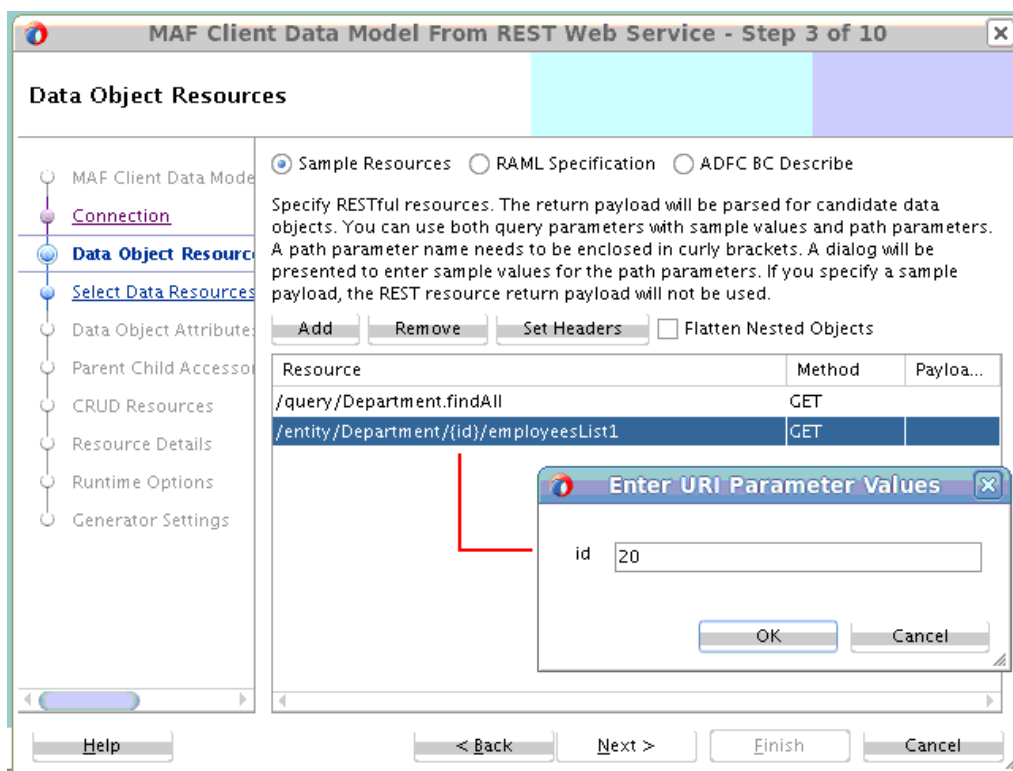 MAF Client Data Model From REST Web Service - Step 3 of 10
Data Object Resources
MAF Client Data Mode
Connection
Data Object Resourc
Select Data Resources
Data Object Attribute
Parent Child Accesso
CRUD Resources
Resource Details
Runtime Options
Generator Settings
Sample Resources RAML Specification ADFC BC Describe
Specify RESTful resources. The return payload will be parsed for candidate data
objects. You can use both query parameters with sample values and path parameters.
A path parameter name needs to be enclosed in curly brackets. A dialog will be
presented to enter sample values for the path parameters. If you specify a sample
payload, the REST resource return payload will not be used.
Add Remove Set Headers Flatten Nested Objects
Resource Method Payloa...
/query/Department.findAll GET
/entity/Department/{id}/employeesList1 GET
Enter URI Parameter Values
id 20
OK Cancel
Help < Back Next > Finish Cancel